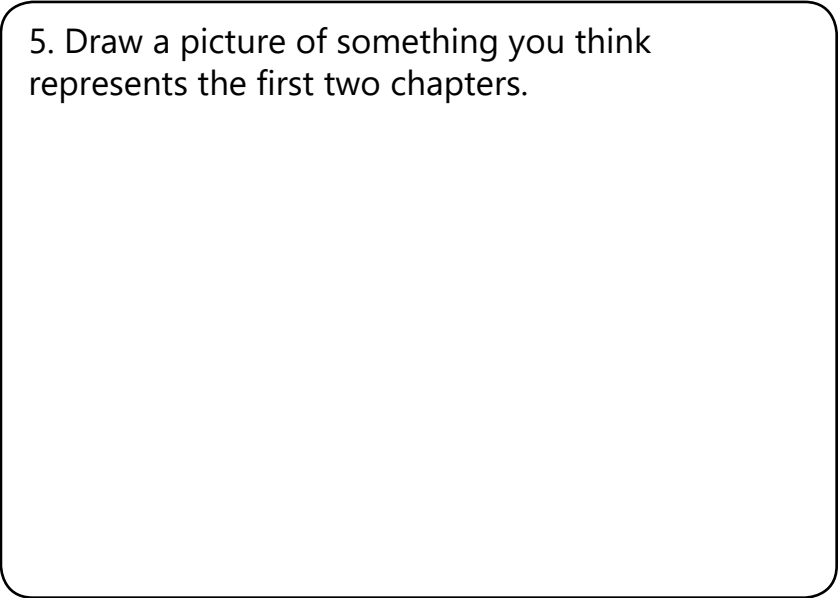 5. Draw a picture of something you think
represents the first two chapters.